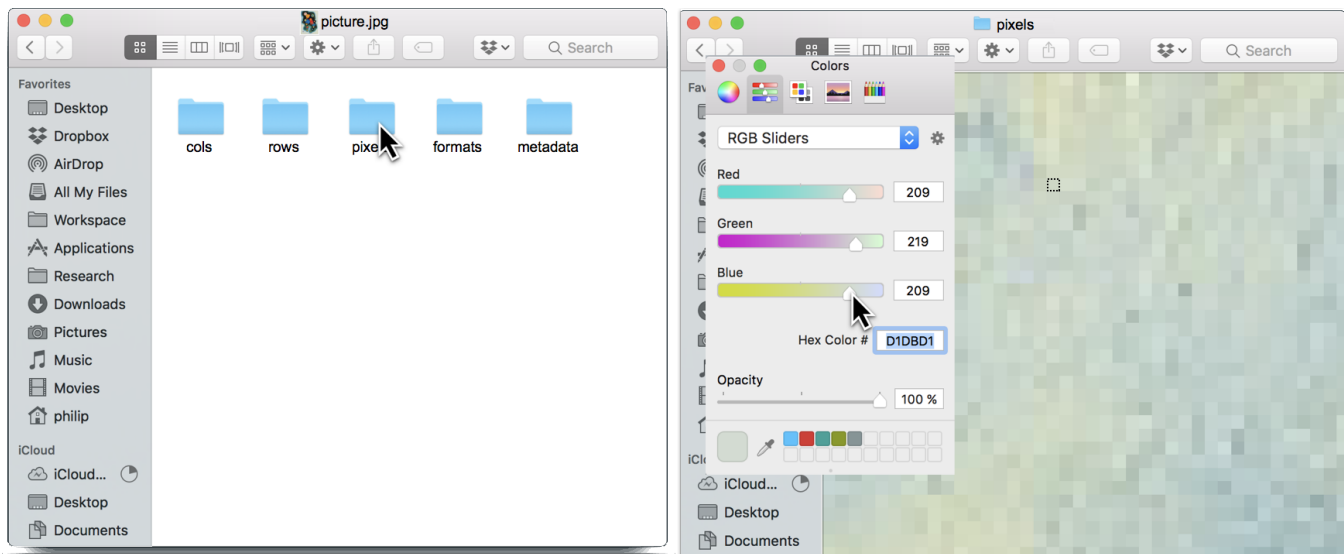 picture.jpg
Search
Favorites
Desktop
Dropbox
AirDrop
All My Files
Workspace
Applications
Research
Downloads
Pictures
Music
Movies
philip
iCloud
iCloud...
Desktop
Documents
cols
rows
formats
metadata
pixels
Search
Colors
RGB Sliders
Red
209
Green
219
Blue
209
Hex Color # D1DBD1
Opacity
100 %
iCloud...
Desktop
Documents